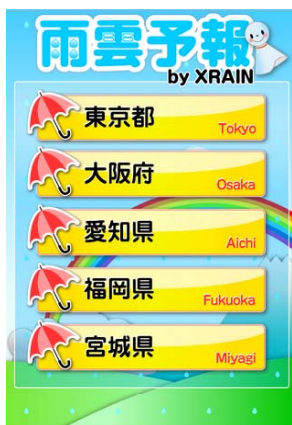 雨雲予報
by XRAIN
東京都
Tokyo
大阪府
Osaka
愛知県
Aichi
福岡県
Fukuoka
宮城県
Miyagi